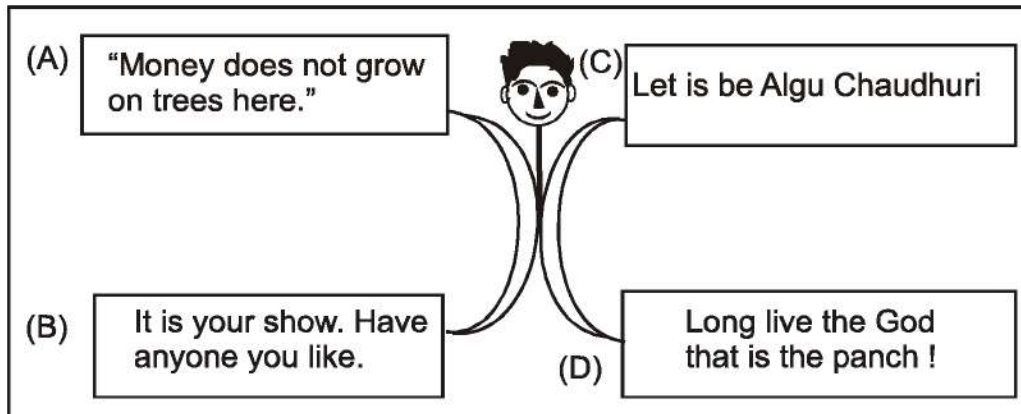 (A)
“Money does not grow
on trees here.”
(C)
Let is be Algu Chaudhuri
(B)
It is your show. Have
anyone you like.
(D)
Long live the God
that is the panch !